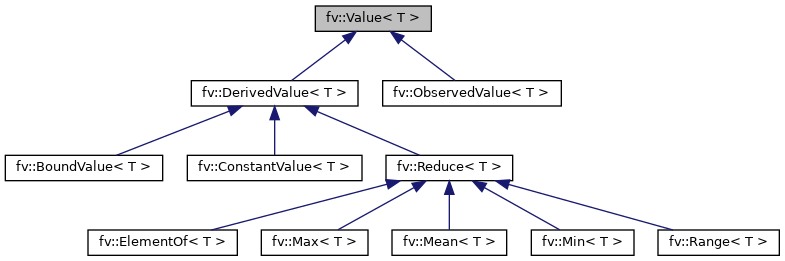 fv::Value< T >
fv::DerivedValue< T >
fv::ObservedValue< T >
fv::BoundValue< T >
fv::ConstantValue< T >
fv::Reduce< T >
fv::ElementOf< T >
fv::Max< T >
fv::Mean< T >
fv::Min< T >
fv::Range< T >